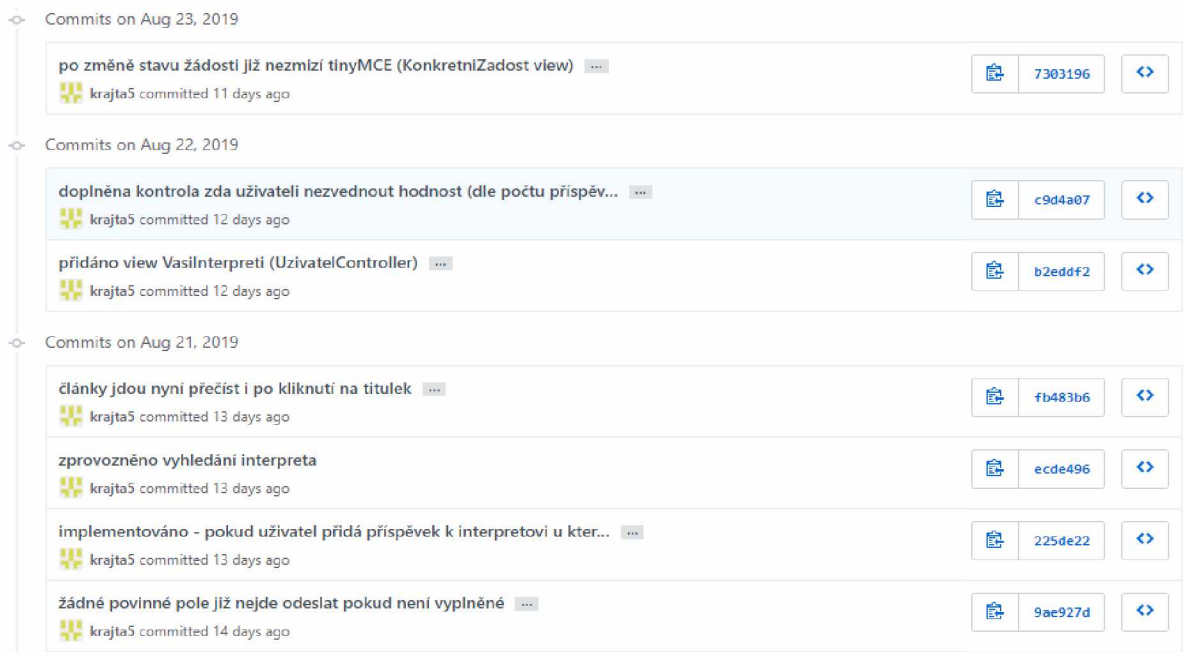 Commits on Aug 23, 2019
po změně stavu žádosti již nezmizí tinyMCE (KonkretniZadost view) ...
7303196
krajta5 committed 11 days ago
Commits on Aug 22, 2019
doplněna kontrola zda uživateli nezvednout hodnost (dle počtu příspěv... ...
c9d4a07
krajta5 committed 12 days ago
přidáno view VasiInterpreti (UzivatelController) ...
b2eddf2
krajta5 committed 12 days ago
Commits on Aug 21, 2019
články jdou nyní přečíst i po kliknutí na titulek ...
fb483b6
krajta5 committed 13 days ago
zprovozněno vyhledání interpreta
ecde496
krajta5 committed 13 days ago
implementováno - pokud uživatel přidá příspěvek k interpretovi u kter... ...
225de22
krajta5 committed 13 days ago
žádné povinné pole již nejde odeslat pokud není vyplněné ...
9ae927d
krajta5 committed 14 days ago